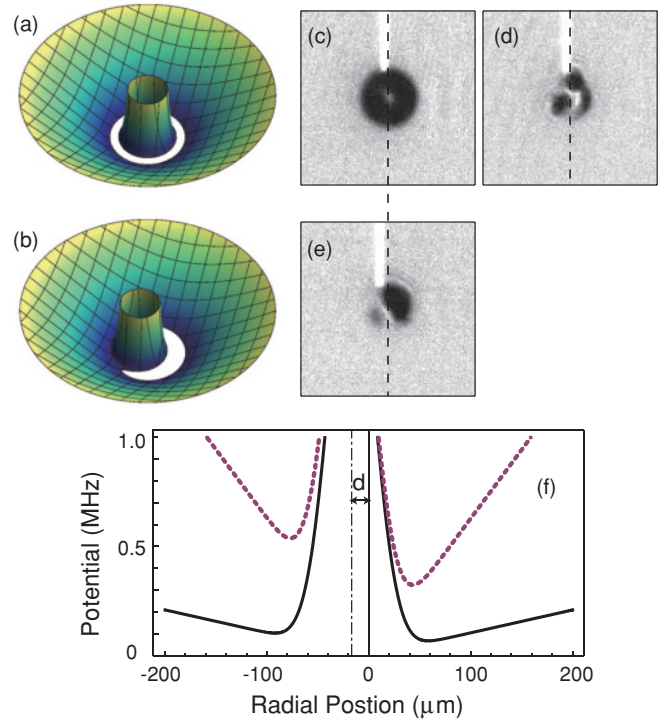 (a)
(c)
(d)
(b)
(e)
1.0
0.5
0
d
(f)
Potential (MHz)
-200
-100
0
100
200
Radial Postion (μm)